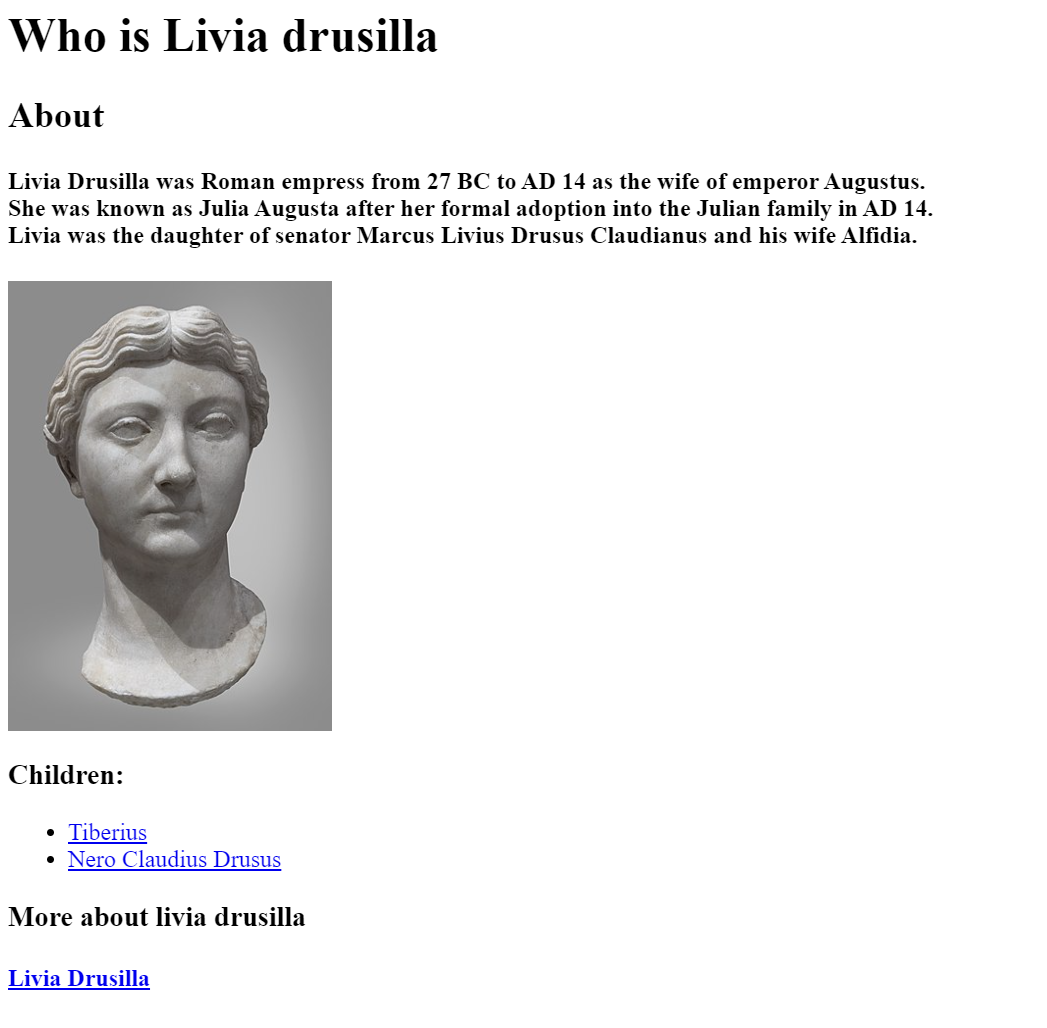 Who is Livia drusilla
About
Livia Drusilla was Roman empress from 27 BC to AD 14 as the wife of emperor Augustus.
She was known as Julia Augusta after her formal adoption into the Julian family in AD 14.
Livia was the daughter of senator Marcus Livius Drusus Claudianus and his wife Alfidia.
Children:
Tiberius
Nero Claudius Drusus
More about livia drusilla
Livia Drusilla